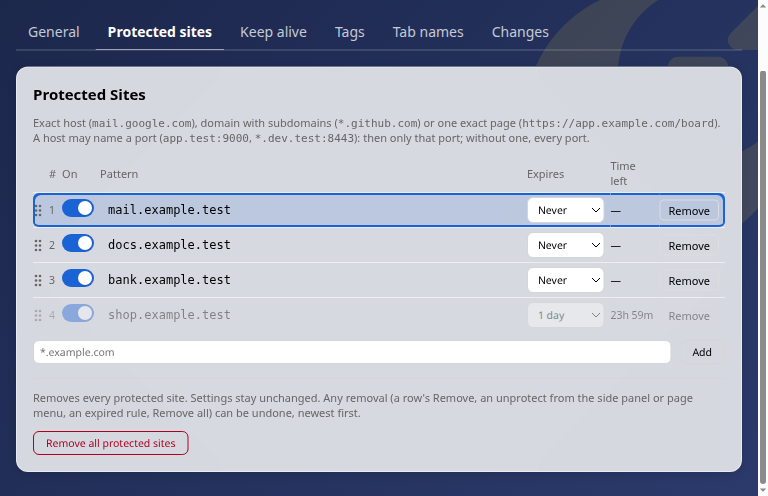 General Protected sites Keep alive Tags Tab names Changes
Protected Sites
Exact host (mail.google.com), domain with subdomains (*.github.com) or one exact page (https://app.example.com/board).
A host may name a port (app.test:9000, *.dev.test:8443): then only that port; without one, every port.
# On Pattern Expires Time left
1 mail.example.test Never — Remove
2 docs.example.test Never — Remove
3 bank.example.test Never — Remove
4 shop.example.test 1 day 23h 59m Remove
*.example.com Add
Removes every protected site. Settings stay unchanged. Any removal (a row's Remove, an unprotect from the side panel or page
menu, an expired rule, Remove all) can be undone, newest first.
Remove all protected sites